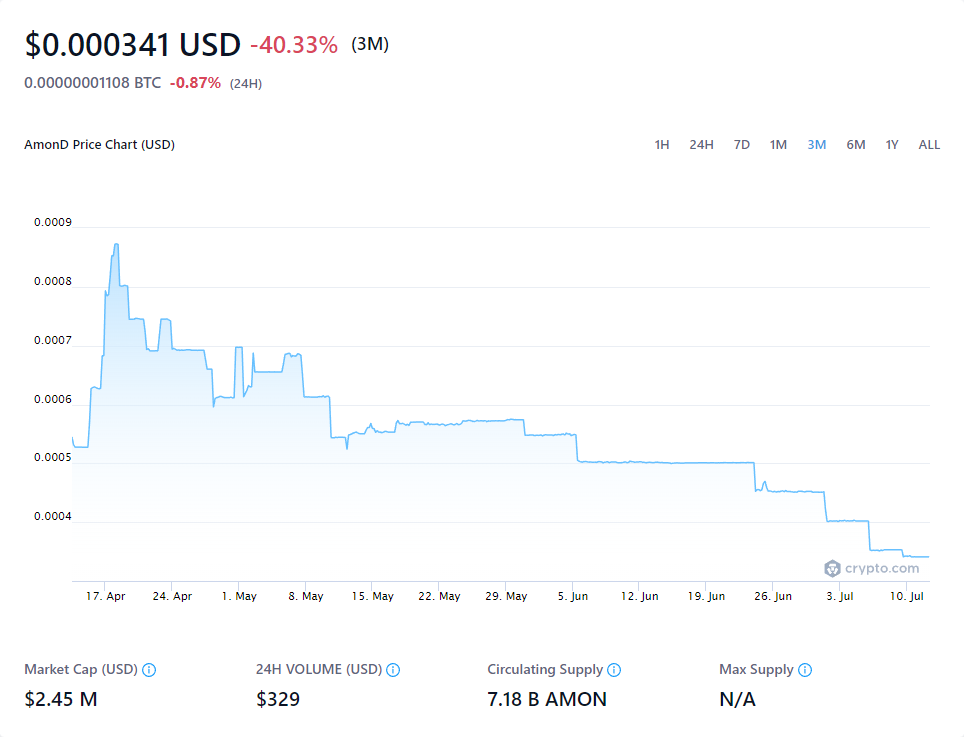 $0.000341 USD -40.33% (3M)
0.00000001108 BTC -0.87% (24H)
AmonD Price Chart (USD) 1H 24H 7D 1M 3M 6M 1Y ALL
0.0009
0.0008
0.0007
0.0006
0.0005
0.0004
crypto.com
17. Apr 24. Apr 1. May 8. May 15. May 22. May 29. May 5. Jun 12. Jun 19. Jun 26. Jun 3. Jul 10. Jul
Market Cap (USD) 24H VOLUME (USD) Circulating Supply Max Supply
$2.45 M $329 7.18 B AMON N/A